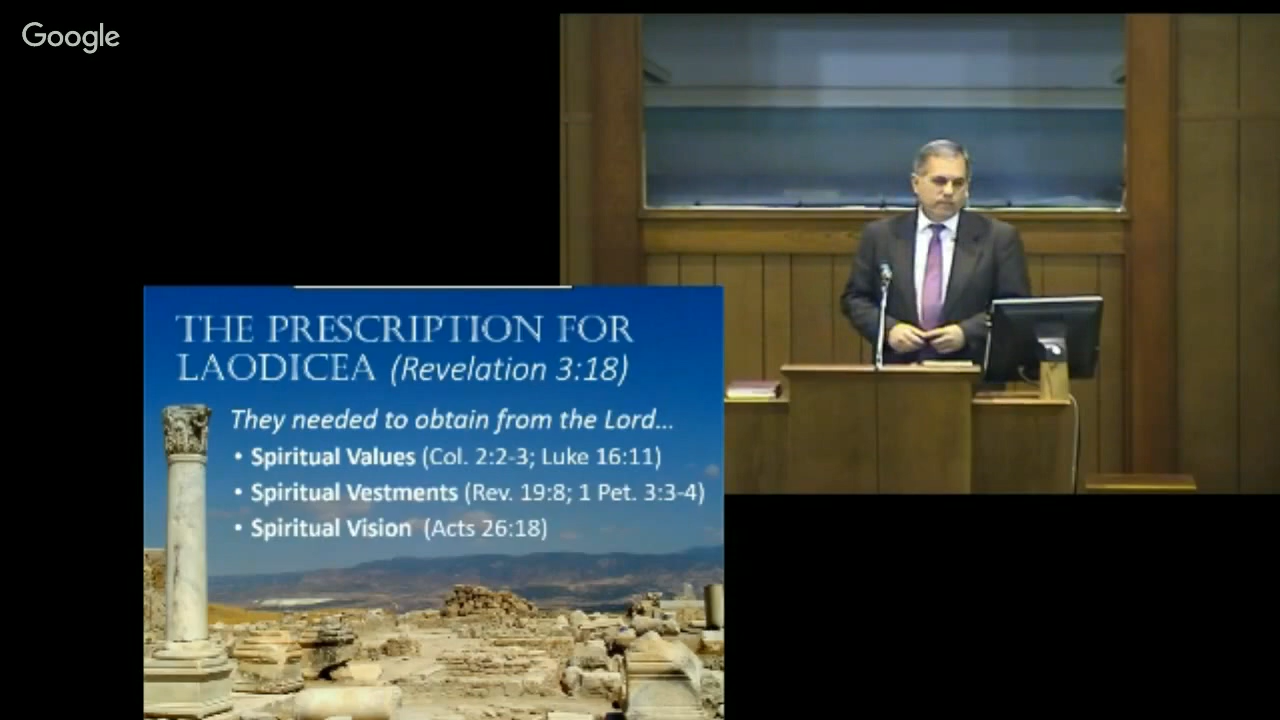 Google
THE PRESCRIPTION FOR
LAODICEA (Revelation 3:18)
They needed to obtain from the Lord...
• Spiritual Values (Col. 2:2-3; Luke 16:11)
• Spiritual Vestments (Rev. 19:8; 1 Pet. 3:3-4)
• Spiritual Vision (Acts 26:18)